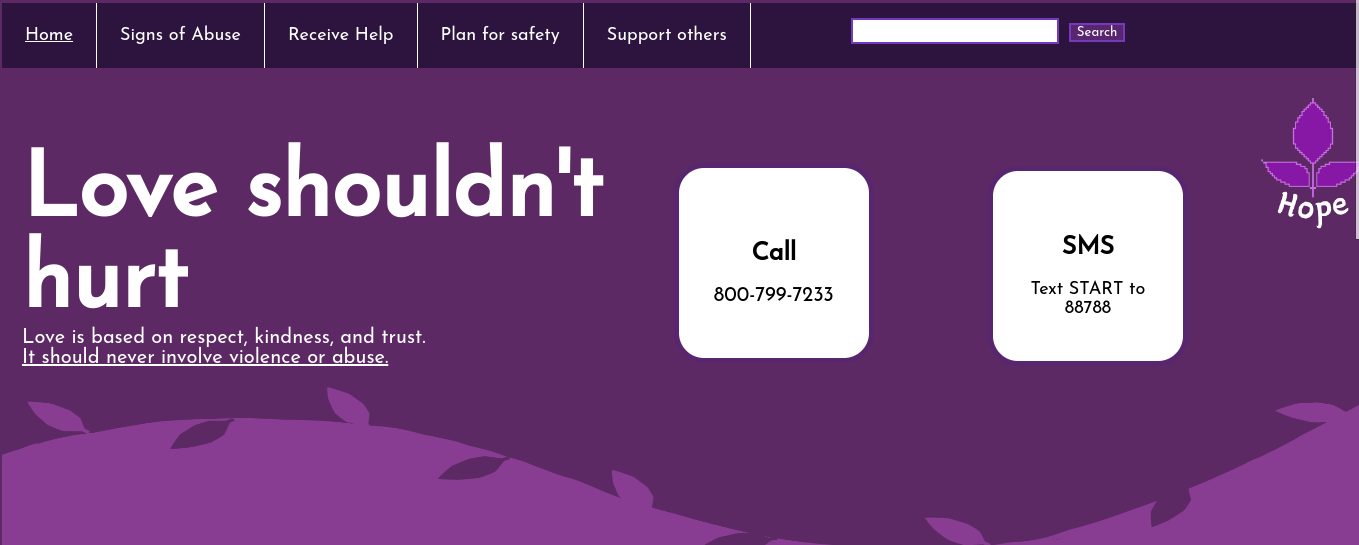 Home Signs of Abuse Receive Help Plan for safety Support others Search
Hope
Love shouldn't
hurt
Love is based on respect, kindness, and trust.
It should never involve violence or abuse.
Call
800-799-7233
SMS
Text START to
88788